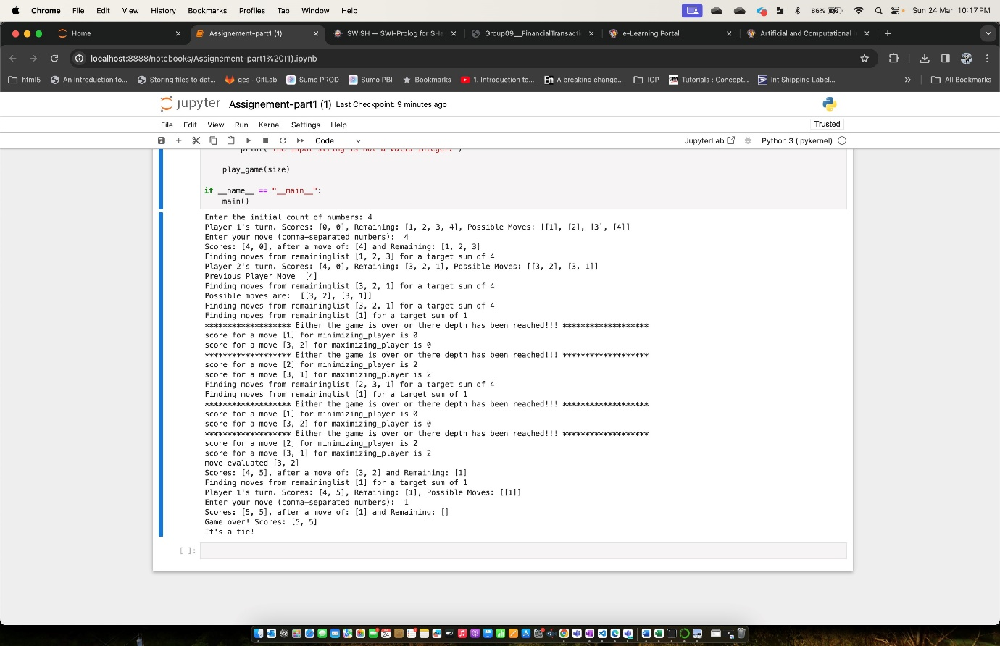 Chrome File Edit View History Bookmarks Profiles Tab Window Help 86% Sun 24 Mar 10:17 PM
Home Assignement-part1 (1) SWISH -- SWI-Prolog for SH Group09__FinancialTransacti e-Learning Portal Artificial and Computational
localhost:8888/notebooks/Assignement-part1%20(1).ipynb
html5 An Introduction to... Storing files to dat... gcs · GitLab Sumo PROD Sumo PBI Bookmarks 1. Introduction to... A breaking change... IOP Tutorials : Concept... Int Shipping Label... » All Bookmarks
jupyter Assignement-part1 (1) Last Checkpoint: 9 minutes ago
File Edit View Run Kernel Settings Help Trusted
Code JupyterLab Python 3 (ipykernel)
print("The input string is not a valid integer.")
play_game(size)
if __name__ == "__main__":
main()
Enter the initial count of numbers: 4
Player 1's turn. Scores: [0, 0], Remaining: [1, 2, 3, 4], Possible Moves: [[1], [2], [3], [4]]
Enter your move (comma-separated numbers): 4
Scores: [4, 0], after a move of: [4] and Remaining: [1, 2, 3]
Finding moves from remaininglist [1, 2, 3] for a target sum of 4
Player 2's turn. Scores: [4, 0], Remaining: [3, 2, 1], Possible Moves: [[3, 2], [3, 1]]
Previous Player Move [4]
Finding moves from remaininglist [3, 2, 1] for a target sum of 4
Possible moves are: [[3, 2], [3, 1]]
Finding moves from remaininglist [3, 2, 1] for a target sum of 4
Finding moves from remaininglist [1] for a target sum of 1
******************* Either the game is over or there depth has been reached!!! *******************
score for a move [1] for minimizing_player is 0
score for a move [3, 2] for maximizing_player is 0
******************* Either the game is over or there depth has been reached!!! *******************
score for a move [2] for minimizing_player is 2
score for a move [3, 1] for maximizing_player is 2
Finding moves from remaininglist [2, 3, 1] for a target sum of 4
Finding moves from remaininglist [1] for a target sum of 1
******************* Either the game is over or there depth has been reached!!! *******************
score for a move [1] for minimizing_player is 0
score for a move [3, 2] for maximizing_player is 0
******************* Either the game is over or there depth has been reached!!! *******************
score for a move [2] for minimizing_player is 2
score for a move [3, 1] for maximizing_player is 2
move evaluated [3, 2]
Scores: [4, 5], after a move of: [3, 2] and Remaining: [1]
Finding moves from remaininglist [1] for a target sum of 1
Player 1's turn. Scores: [4, 5], Remaining: [1], Possible Moves: [[1]]
Enter your move (comma-separated numbers): 1
Scores: [5, 5], after a move of: [1] and Remaining: []
Game over! Scores: [5, 5]
It's a tie!
[ ]: